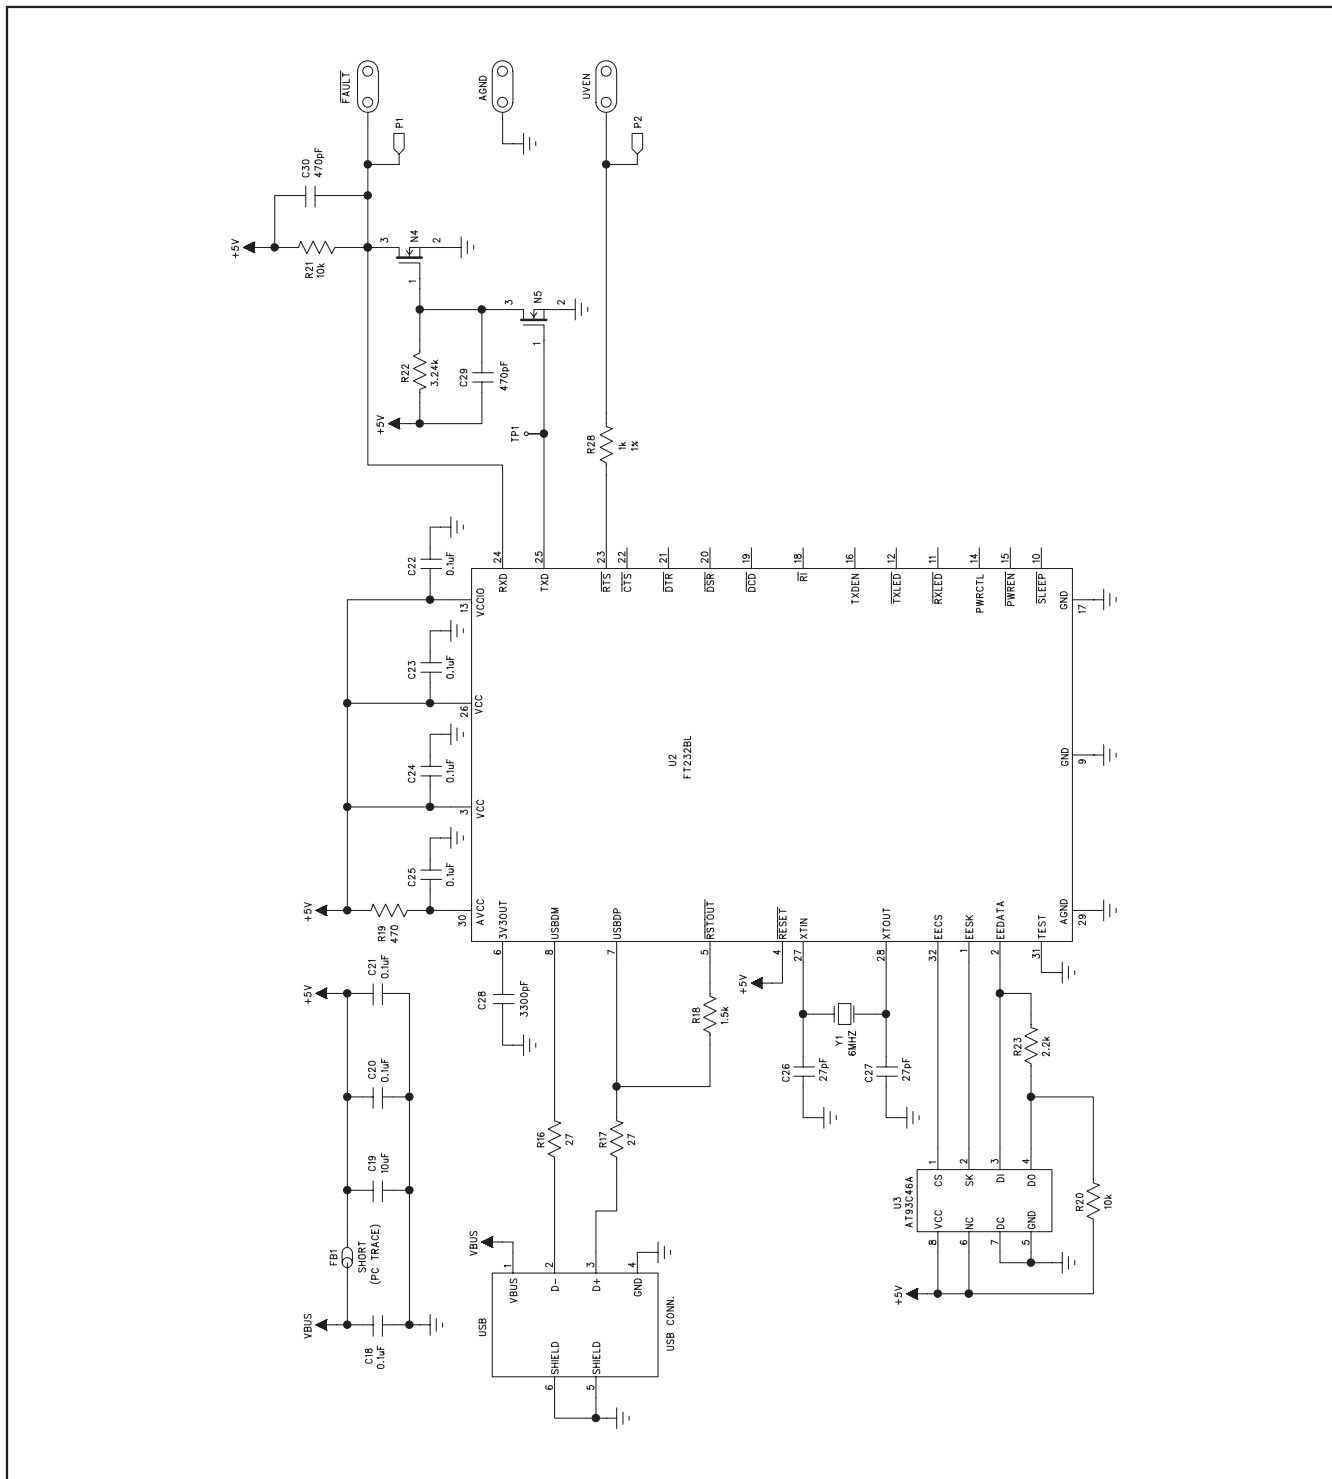 VBUS
C18
0.1uF
FB1
SHORT
(PC TRACE)
C19
10uF
C20
0.1uF
C21
0.1uF
+5V
+5V
R19
470
C25
0.1uF
C24
0.1uF
C23
0.1uF
C22
0.1uF
30
AVCC
3
VCC
26
VCC
13
VCCIO
+5V
R21
10k
C30
470pF
FAULT
P1
3
N4
2
1
+5V
R22
3.24k
C29
470pF
3
N5
2
1
TP1
AGND
UVEN
P2
R28
1k
1%
USB
VBUS
1
VBUS
2
D-
3
D+
4
GND
6
SHIELD
5
SHIELD
USB CONN.
R16
27
R17
27
R18
1.5k
C28
3300pF
6
3V3OUT
8
USBDM
7
USBDP
5
RSTOUT
+5V
4
RESET
27
XTIN
28
XTOUT
32
EECS
1
EESK
2
EEDATA
31
TEST
U2
FT232BL
RXD
24
TXD
25
RTS
23
CTS
22
DTR
21
DSR
20
DCD
19
RI
18
TXDEN
16
TXLED
12
RXLED
11
PWRCTL
14
PWREN
15
SLEEP
10
AGND
29
GND
9
GND
17
C26
27pF
Y1
6MHZ
C27
27pF
U3
AT93C46A
+5V
8
VCC
CS
1
6
NC
SK
2
7
DC
DI
3
5
GND
DO
4
R23
2.2k
R20
10k